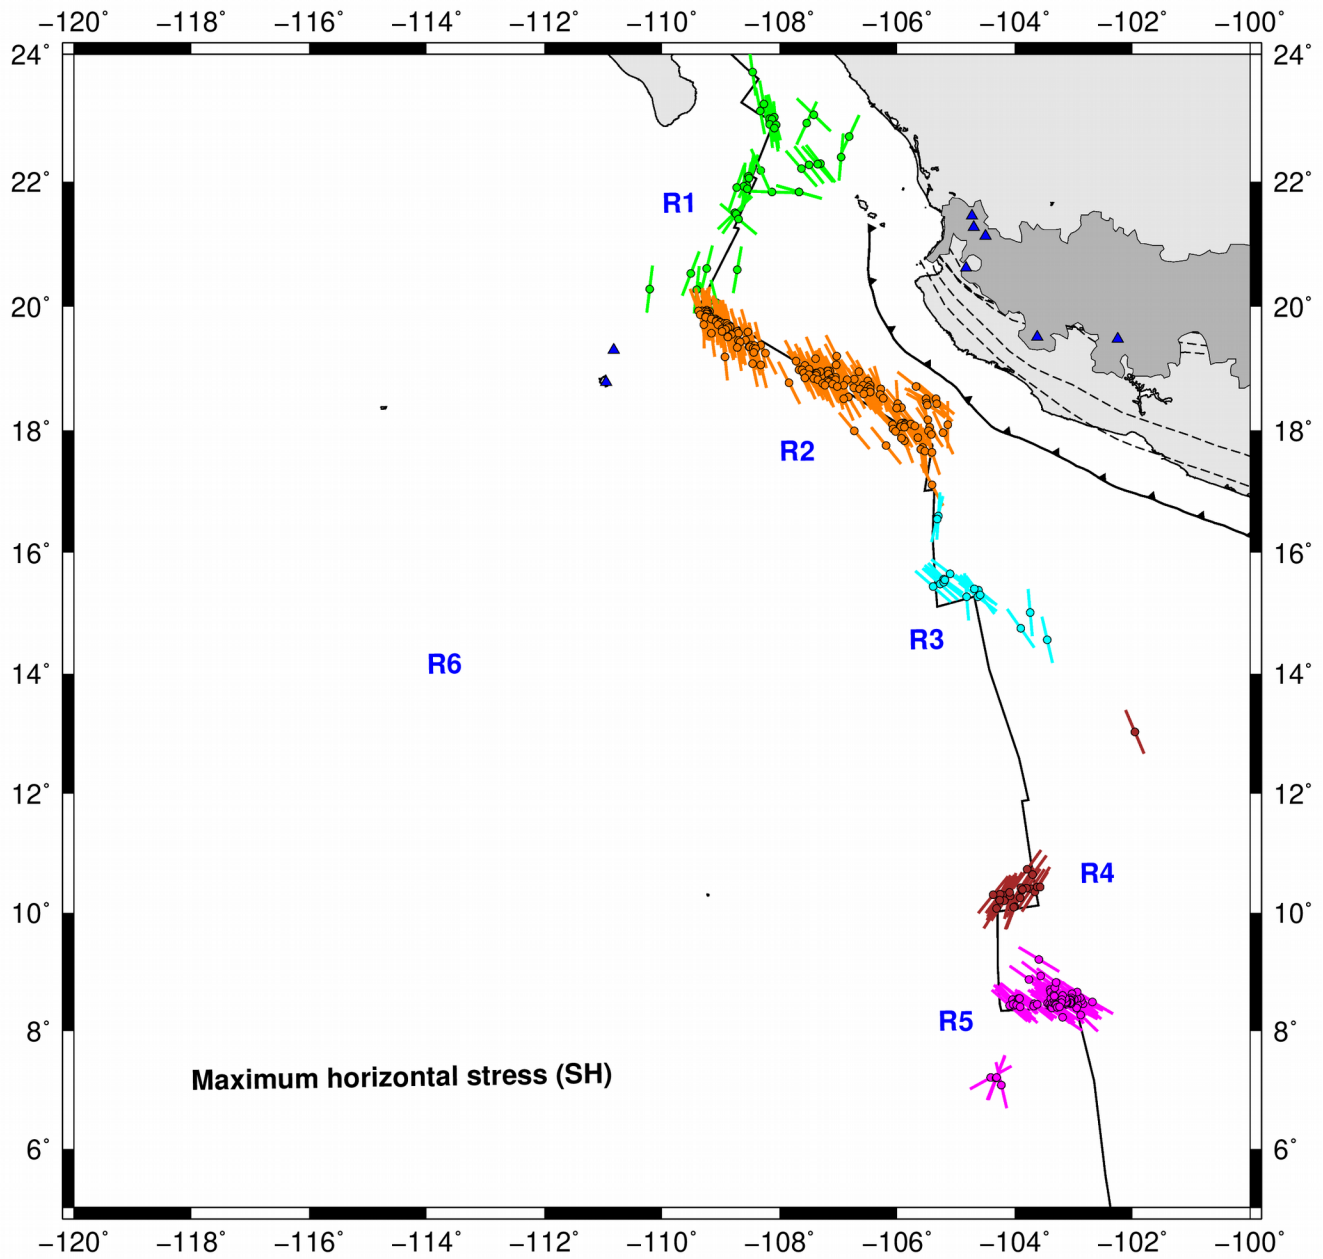 −120° −118° −116° −114° −112° −110° −108° −106° −104° −102° −100°
24° 24°
22° 22°
R1
20° 20°
18° 18°
R2
16° 16°
R3
R6
14° 14°
12° 12°
R4
10° 10°
R5
8° 8°
Maximum horizontal stress (SH)
6° 6°
−120° −118° −116° −114° −112° −110° −108° −106° −104° −102° −100°